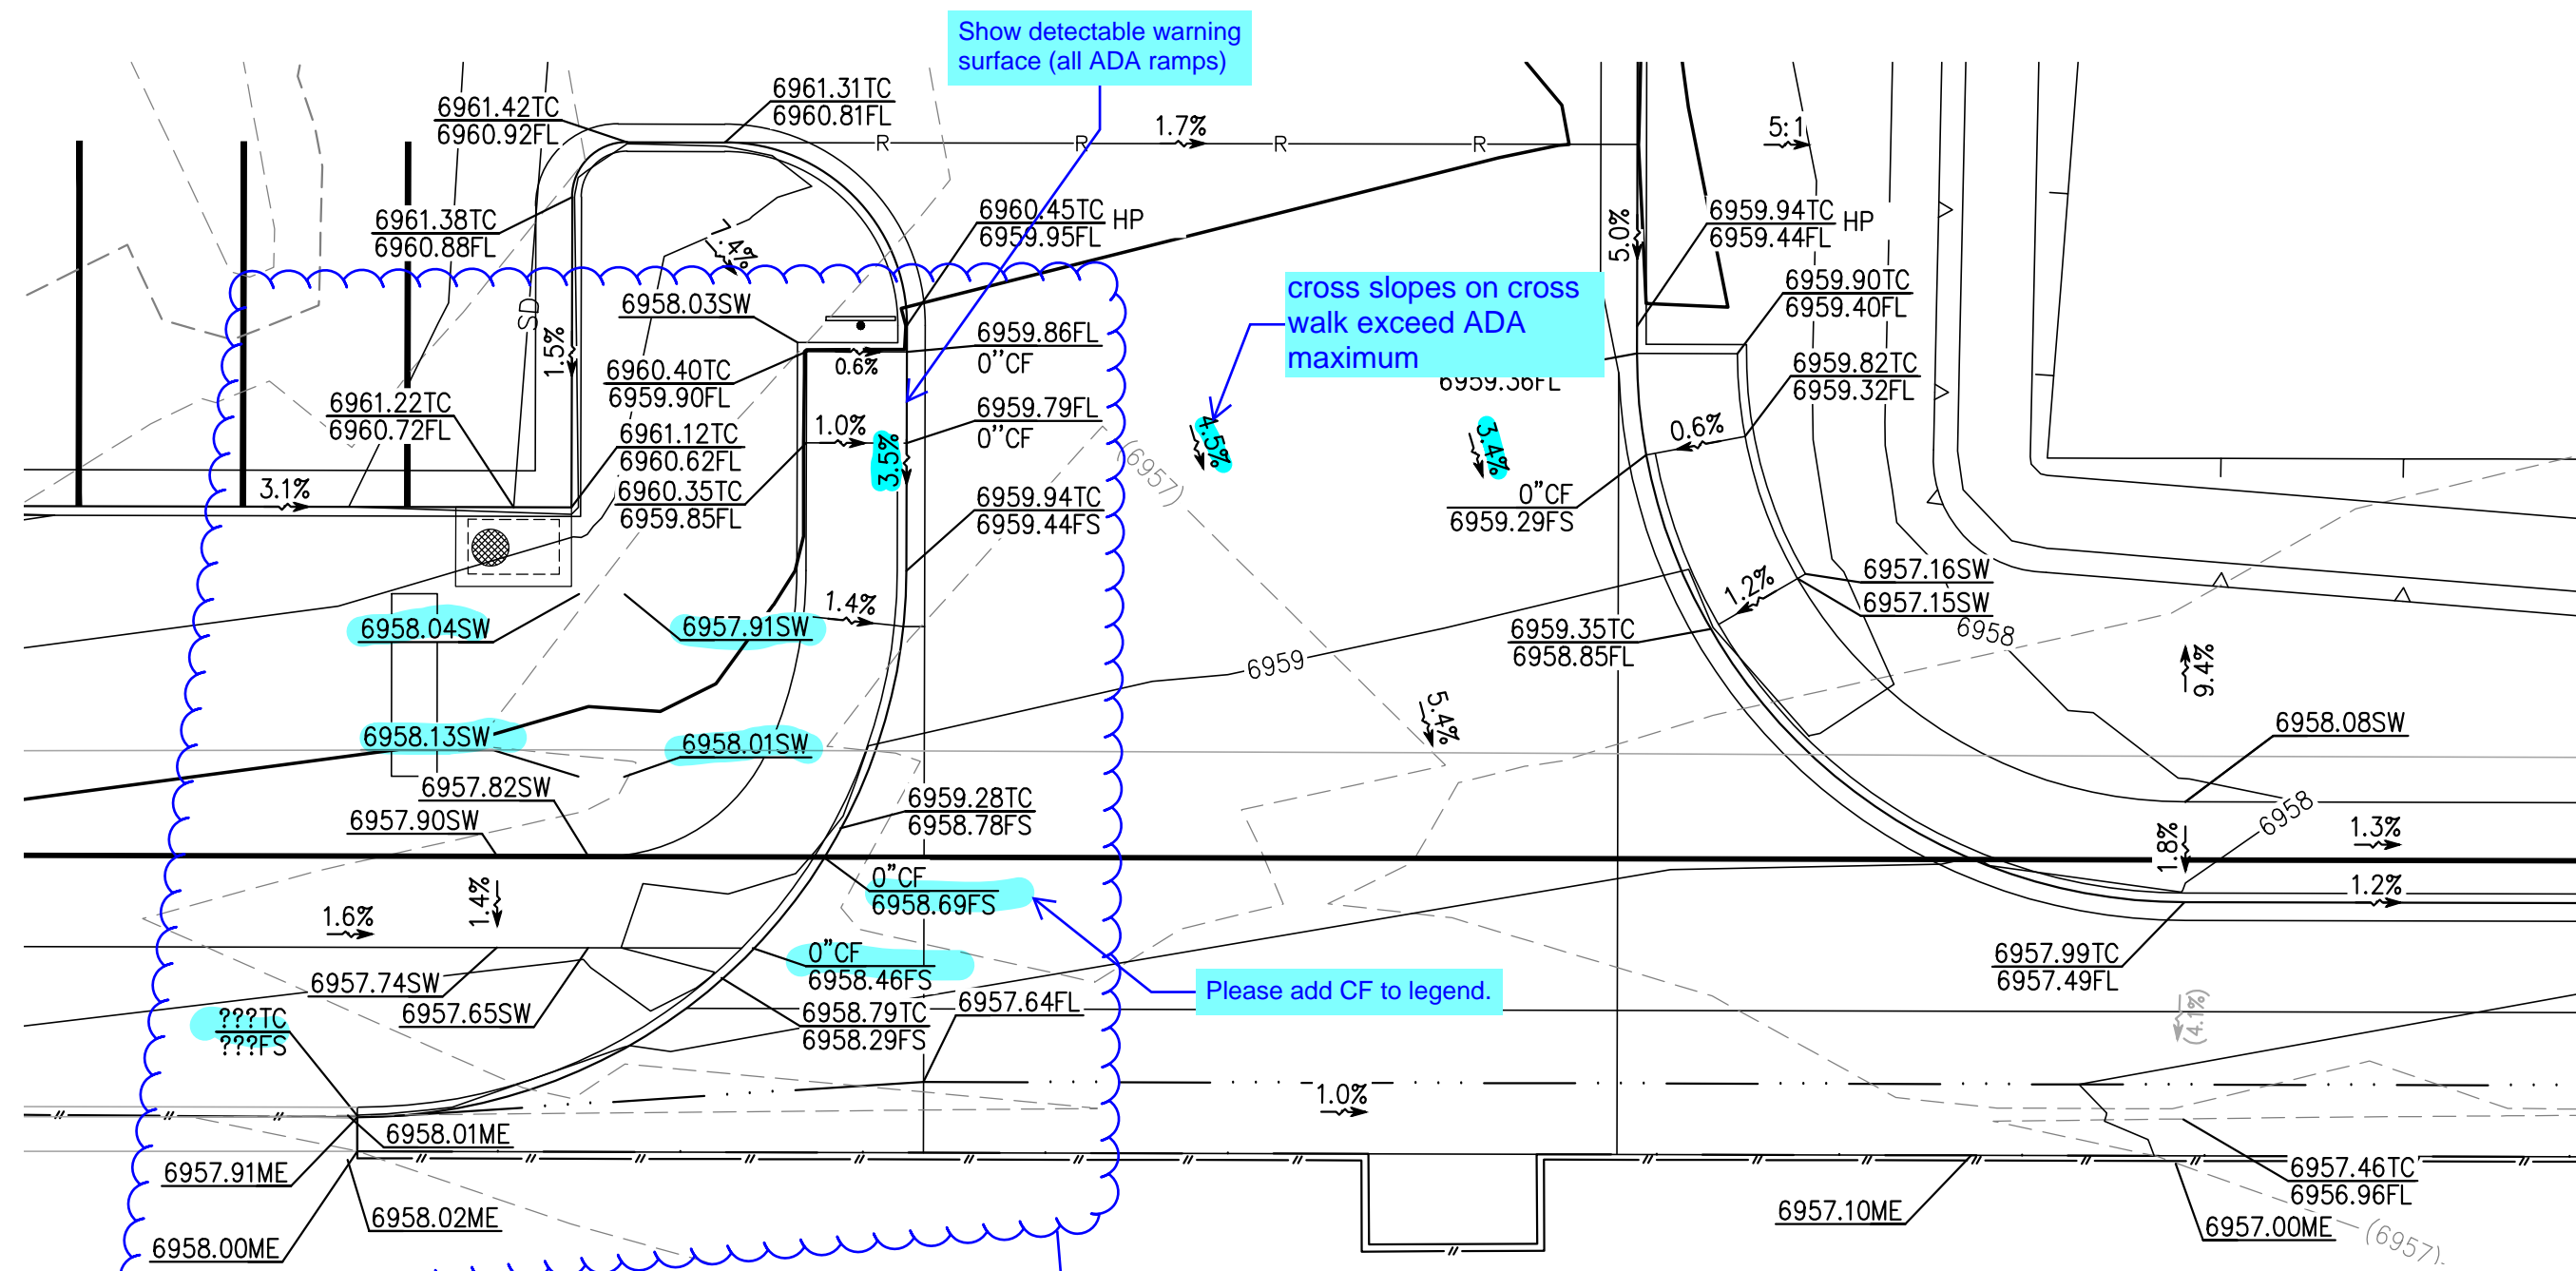 Show detectable warning
surface (all ADA ramps)
6961.42TC
6960.92FL
6961.31TC
6960.81FL
R
R
1.7%
R
R
5:1
6961.38TC
6960.88FL
7.4%
6960.45TC HP
6959.95FL
5.0%
6959.94TC HP
6959.44FL
SD
6958.03SW
1.5%
cross slopes on cross
walk exceed ADA
maximum
6959.90TC
6959.40FL
6959.86FL
0"CF
0.6%
6960.40TC
6959.90FL
6959.36FL
6959.82TC
6959.32FL
6961.22TC
6960.72FL
6959.79FL
0"CF
1.0%
3.5%
4.5%
3.4%
0.6%
6961.12TC
6960.62FL
(6957)
3.1%
6960.35TC
6959.85FL
6959.94TC
6959.44FS
0"CF
6959.29FS
6957.16SW
6957.15SW
1.2%
1.4%
6958.04SW
6957.91SW
6959.35TC
6958.85FL
6958
6959
9.4%
5.4%
6958.13SW
6958.01SW
6958.08SW
6957.82SW
6957.90SW
6959.28TC
6958.78FS
6958
1.8%
1.3%
0"CF
6958.69FS
1.4%
1.6%
1.2%
0"CF
6958.46FS
6957.74SW
6957.65SW
Please add CF to legend.
6957.99TC
6957.49FL
6957.64FL
6958.79TC
6958.29FS
???TC
???FS
(4.1%)
1.0%
6958.01ME
6957.91ME
6958.02ME
6958.00ME
6957.46TC
6956.96FL
6957.10ME
6957.00ME
(6957)